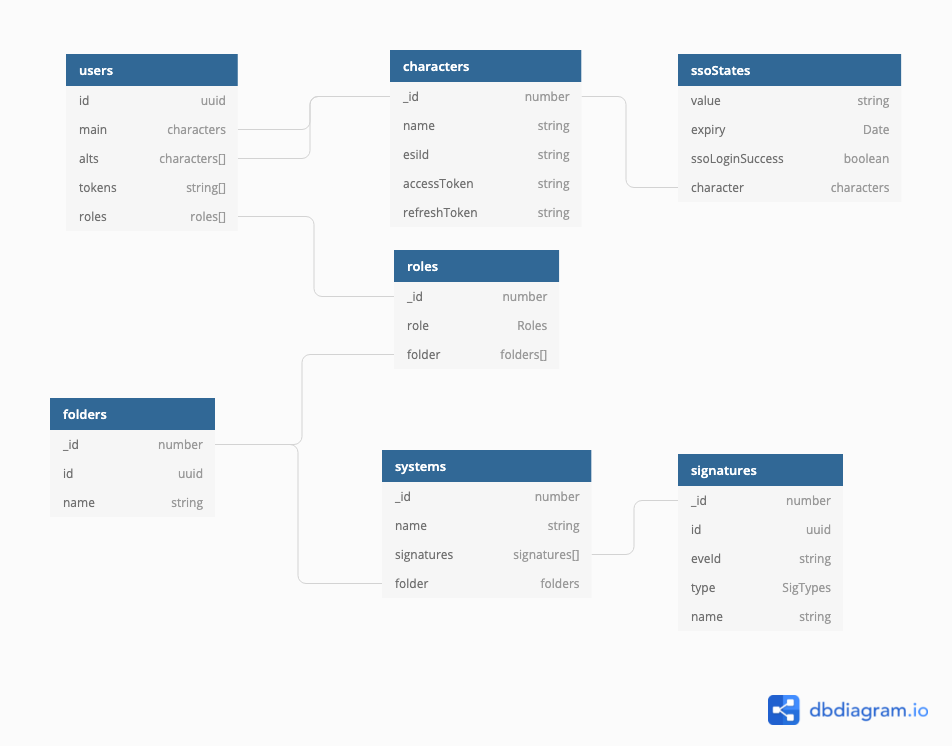 users
id uuid
main characters
alts characters[]
tokens string[]
roles roles[]
characters
_id number
name string
esiId string
accessToken string
refreshToken string
ssoStates
value string
expiry Date
ssoLoginSuccess boolean
character characters
roles
_id number
role Roles
folder folders[]
folders
_id number
id uuid
name string
systems
_id number
name string
signatures signatures[]
folder folders
signatures
_id number
id uuid
eveId string
type SigTypes
name string
dbdiagram.io